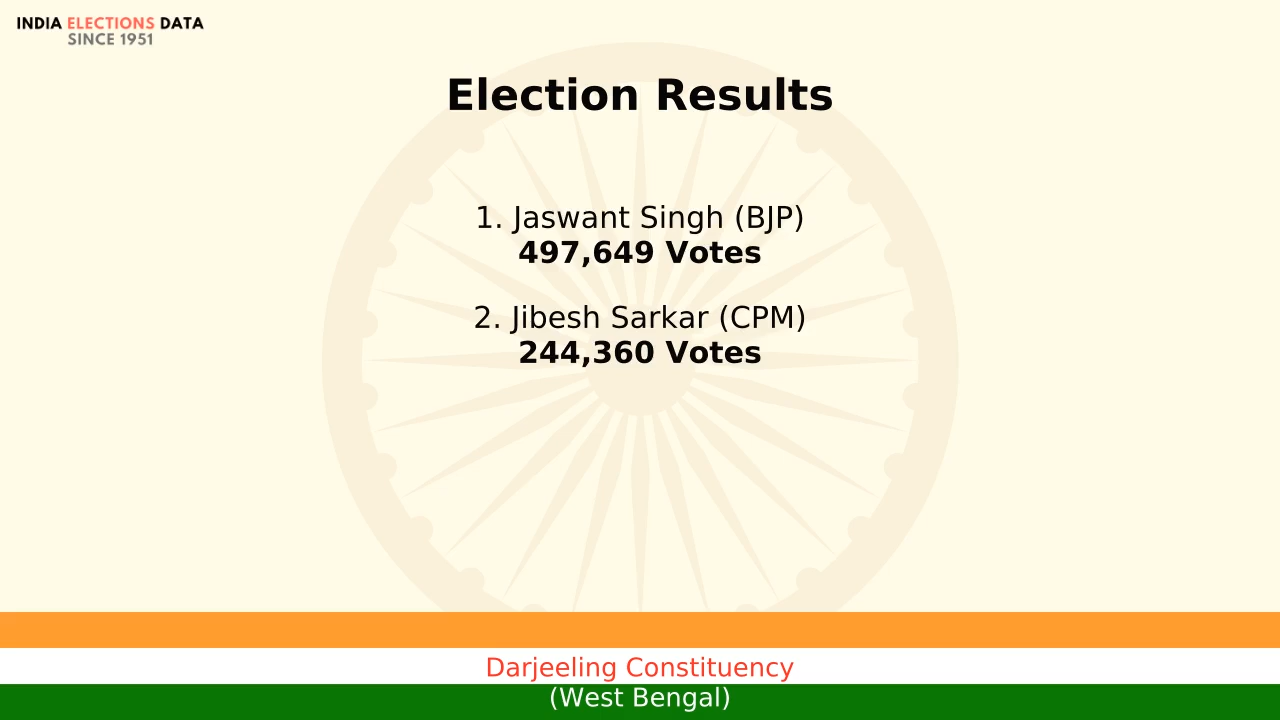 INDIA ELECTIONS DATA
SINCE 1951
Election Results
1. Jaswant Singh (BJP)
497,649 Votes
2. Jibesh Sarkar (CPM)
244,360 Votes
Darjeeling Constituency
(West Bengal)